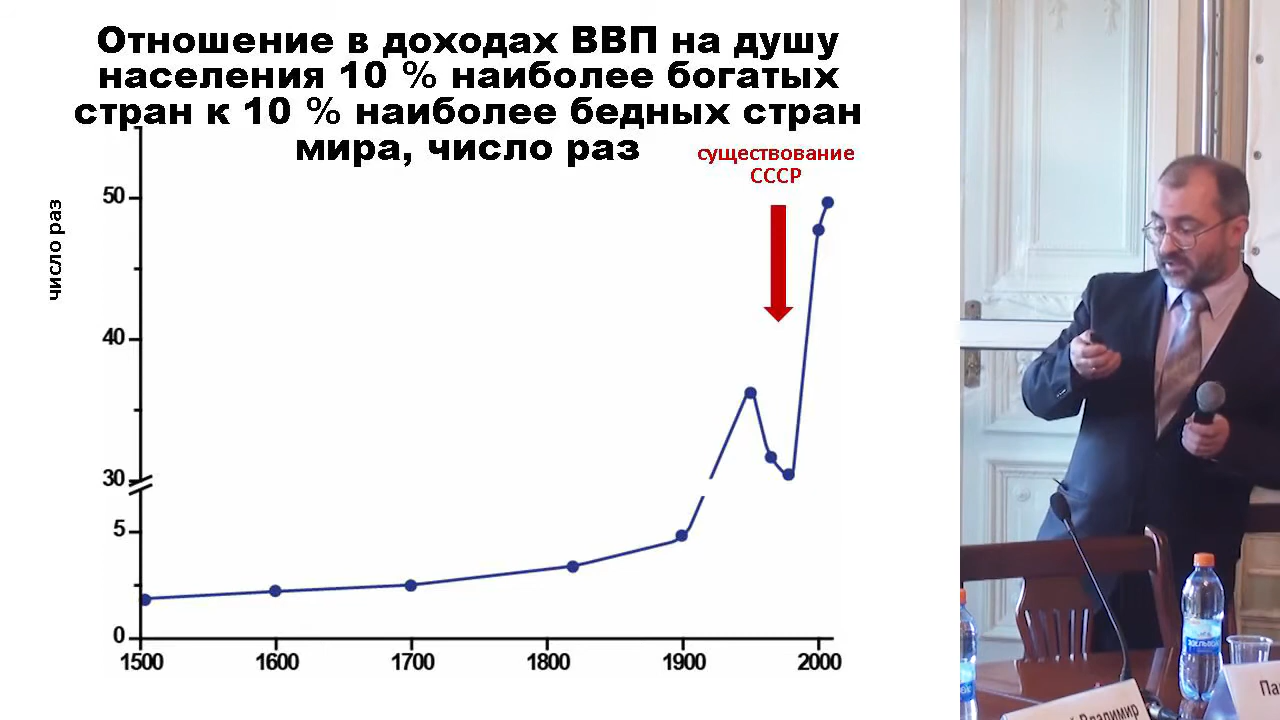 Отношение в доходах ВВП на душу
населения 10 % наиболее богатых
стран к 10 % наиболее бедных стран
мира, число раз
существование
СССР
число раз
50
40
30
5
0
1500
1600
1700
1800
1900
2000
Владимир